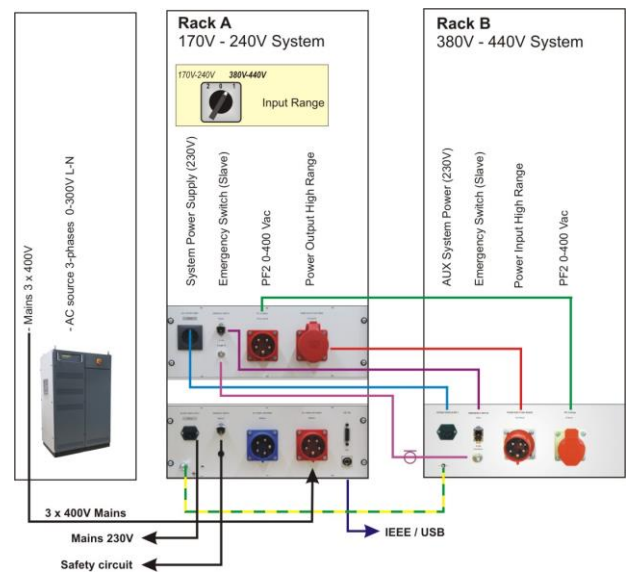 Rack A
170V - 240V System
170V-240V 380V-440V
2 0 1
Input Range
System Power Supply (230V)
Emergency Switch (Slave)
PF2 0-400 Vac
Power Output High Range
Rack B
380V - 440V System
AUX System Power (230V)
Emergency Switch (Slave)
Power Input High Range
PF2 0-400 Vac
- Mains 3 x 400V
- AC source 3-phases 0-300V L-N
3 x 400V Mains
Mains 230V
Safety circuit
IEEE / USB